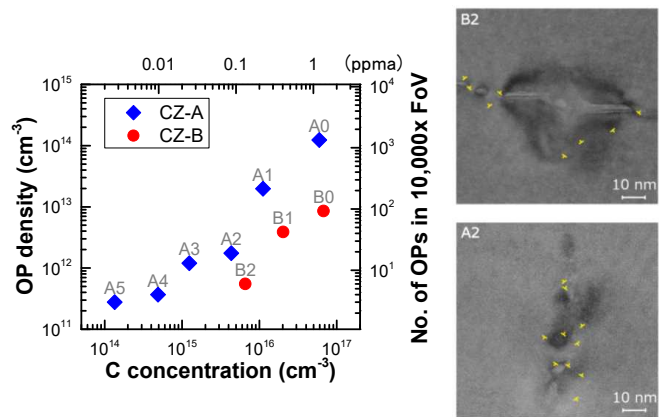 0.01 0.1 1 (ppma)
10^15 10^4
CZ-A
CZ-B
A0
10^14 10^3
A1
10^13 B0 10^2
B1
A3 A2
10^12 B2 10^1
A5 A4
10^11
10^14 10^15 10^16 10^17
OP density (cm^-3)
C concentration (cm^-3)
No. of OPs in 10,000x FoV
B2
10 nm
A2
10 nm